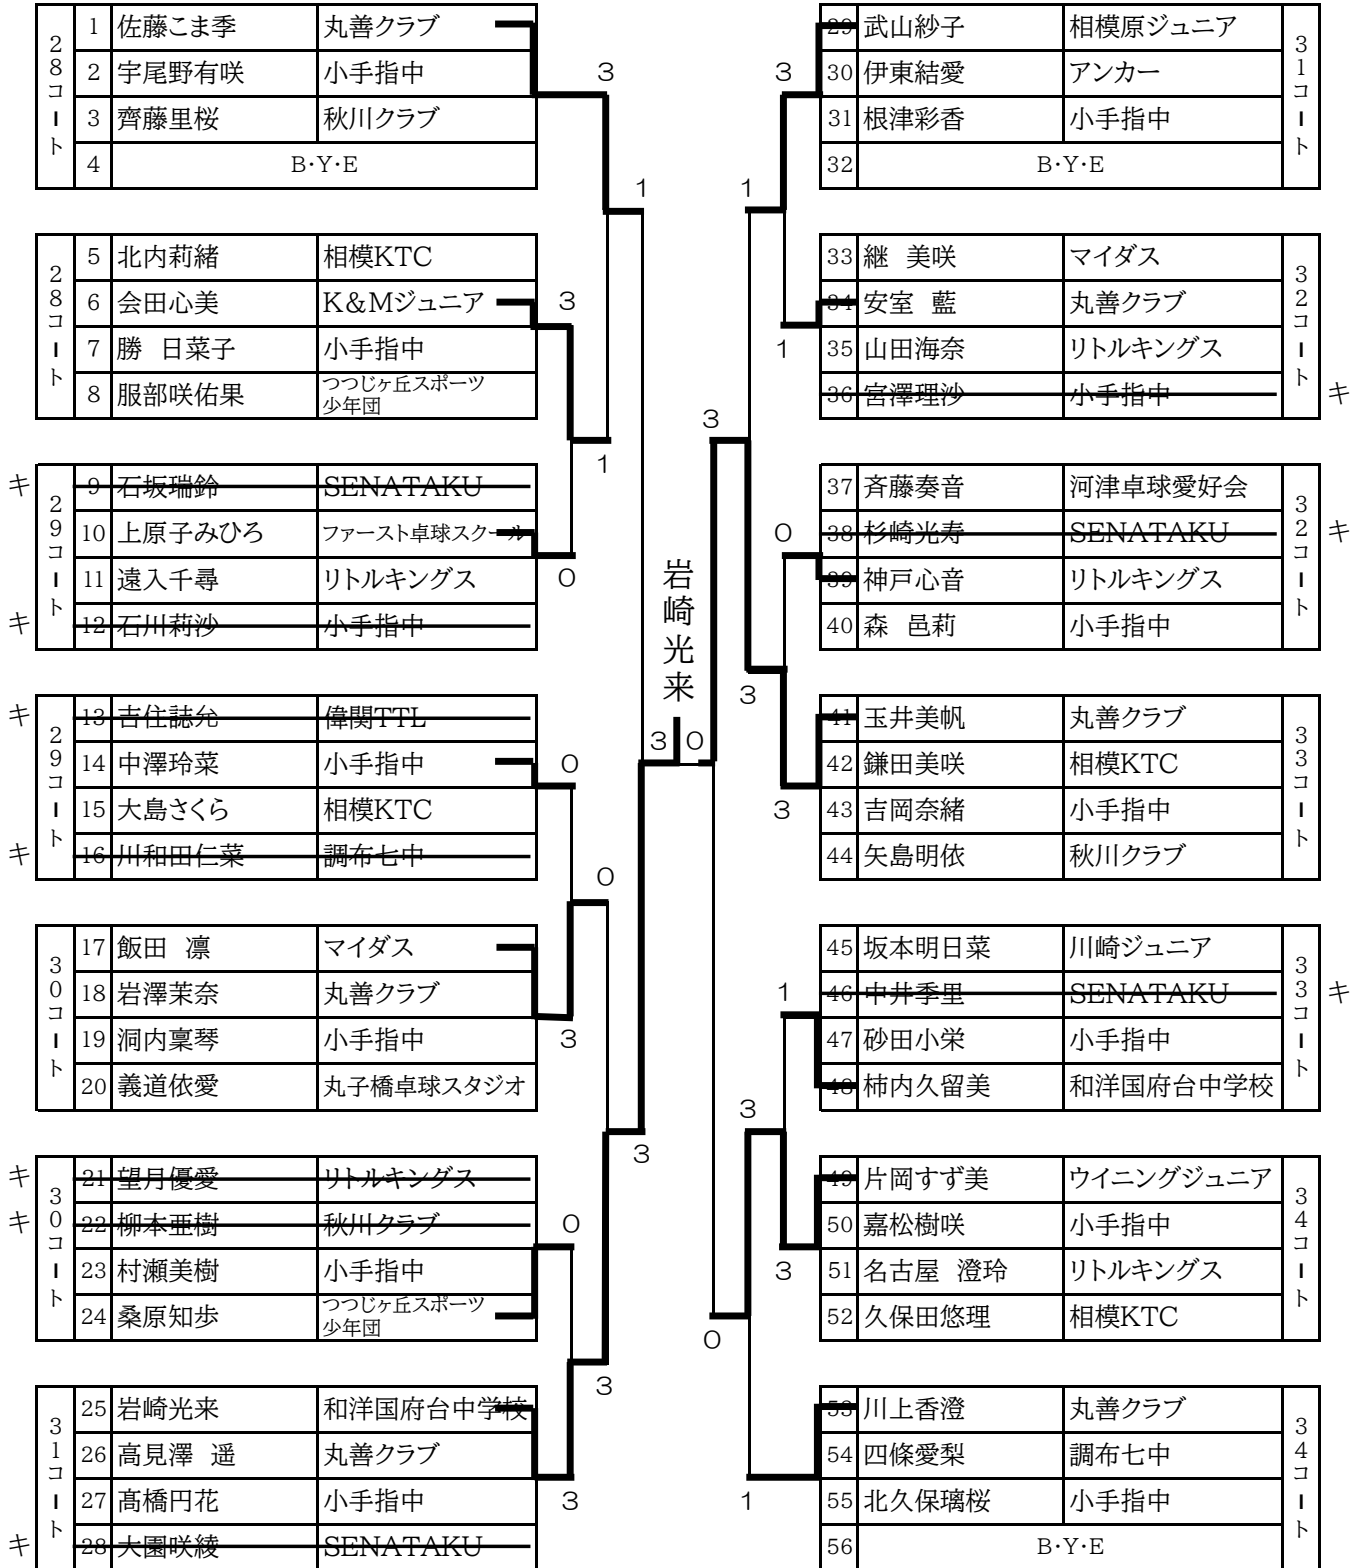 28コート
1 佐藤こま季 丸善クラブ
2 宇尾野有咲 小手指中
3 齊藤里桜 秋川クラブ
4 B・Y・E
28コート
5 北内莉緒 相模KTC
6 会田心美 K&Mジュニア
7 勝 日菜子 小手指中
8 服部咲佑果 つつじヶ丘スポーツ
少年団
29コート
キ 9 石坂瑞鈴 SENATAKU
10 上原子みひろ ファースト卓球スクール
11 遠入千尋 リトルキングス
キ 12 石川莉沙 小手指中
29コート
キ 13 吉住誌允 偉関TTL
14 中澤玲菜 小手指中
15 大島さくら 相模KTC
キ 16 川和田仁菜 調布七中
30コート
17 飯田 凛 マイダス
18 岩澤茉奈 丸善クラブ
19 洞内稟琴 小手指中
20 義道依愛 丸子橋卓球スタジオ
30コート
キ 21 望月優愛 リトルキングス
キ 22 柳本亜樹 秋川クラブ
23 村瀬美樹 小手指中
24 桑原知歩 つつじヶ丘スポーツ
少年団
31コート
25 岩崎光来 和洋国府台中学校
26 高見澤 遥 丸善クラブ
27 髙橋円花 小手指中
キ 28 大園咲綾 SENATAKU
3
1
3
1
0
0
0
3
3
0
3
3
岩崎光来
3 0
3
1
3
1
0
3
3
1
3
3
0
1
31コート
29 武山紗子 相模原ジュニア
30 伊東結愛 アンカー
31 根津彩香 小手指中
32 B・Y・E
32コート
33 継 美咲 マイダス
34 安室 藍 丸善クラブ
35 山田海奈 リトルキングス
36 宮澤理沙 小手指中 キ
32コート
37 斉藤奏音 河津卓球愛好会
38 杉崎光寿 SENATAKU キ
39 神戸心音 リトルキングス
40 森 邑莉 小手指中
33コート
41 玉井美帆 丸善クラブ
42 鎌田美咲 相模KTC
43 吉岡奈緒 小手指中
44 矢島明依 秋川クラブ
33コート
45 坂本明日菜 川崎ジュニア
46 中井季里 SENATAKU キ
47 砂田小栄 小手指中
48 柿内久留美 和洋国府台中学校
34コート
49 片岡すず美 ウイニングジュニア
50 嘉松樹咲 小手指中
51 名古屋 澄玲 リトルキングス
52 久保田悠理 相模KTC
34コート
53 川上香澄 丸善クラブ
54 四條愛梨 調布七中
55 北久保璃桜 小手指中
56 B・Y・E